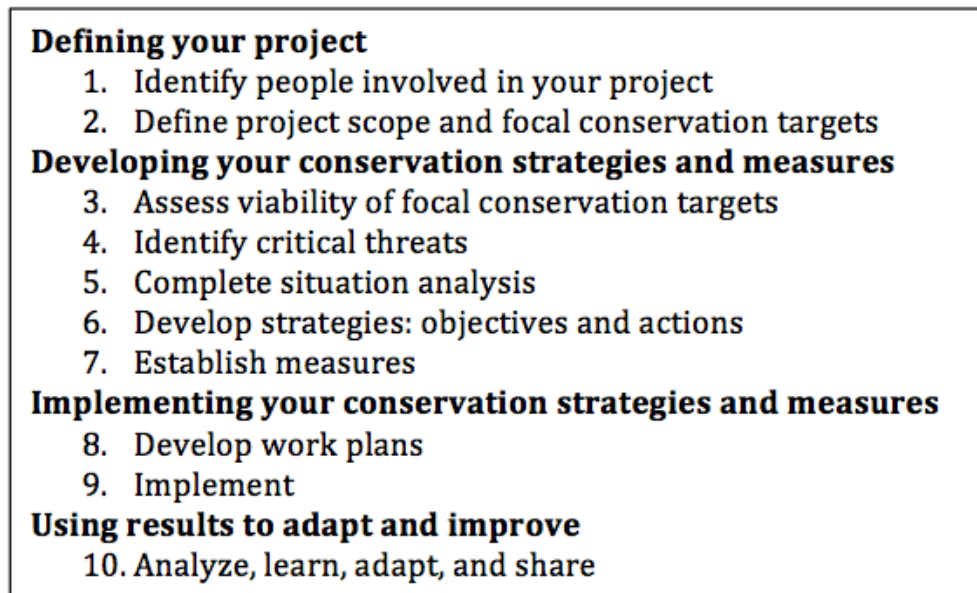 Defining your project
1. Identify people involved in your project
2. Define project scope and focal conservation targets
Developing your conservation strategies and measures
3. Assess viability of focal conservation targets
4. Identify critical threats
5. Complete situation analysis
6. Develop strategies: objectives and actions
7. Establish measures
Implementing your conservation strategies and measures
8. Develop work plans
9. Implement
Using results to adapt and improve
10. Analyze, learn, adapt, and share